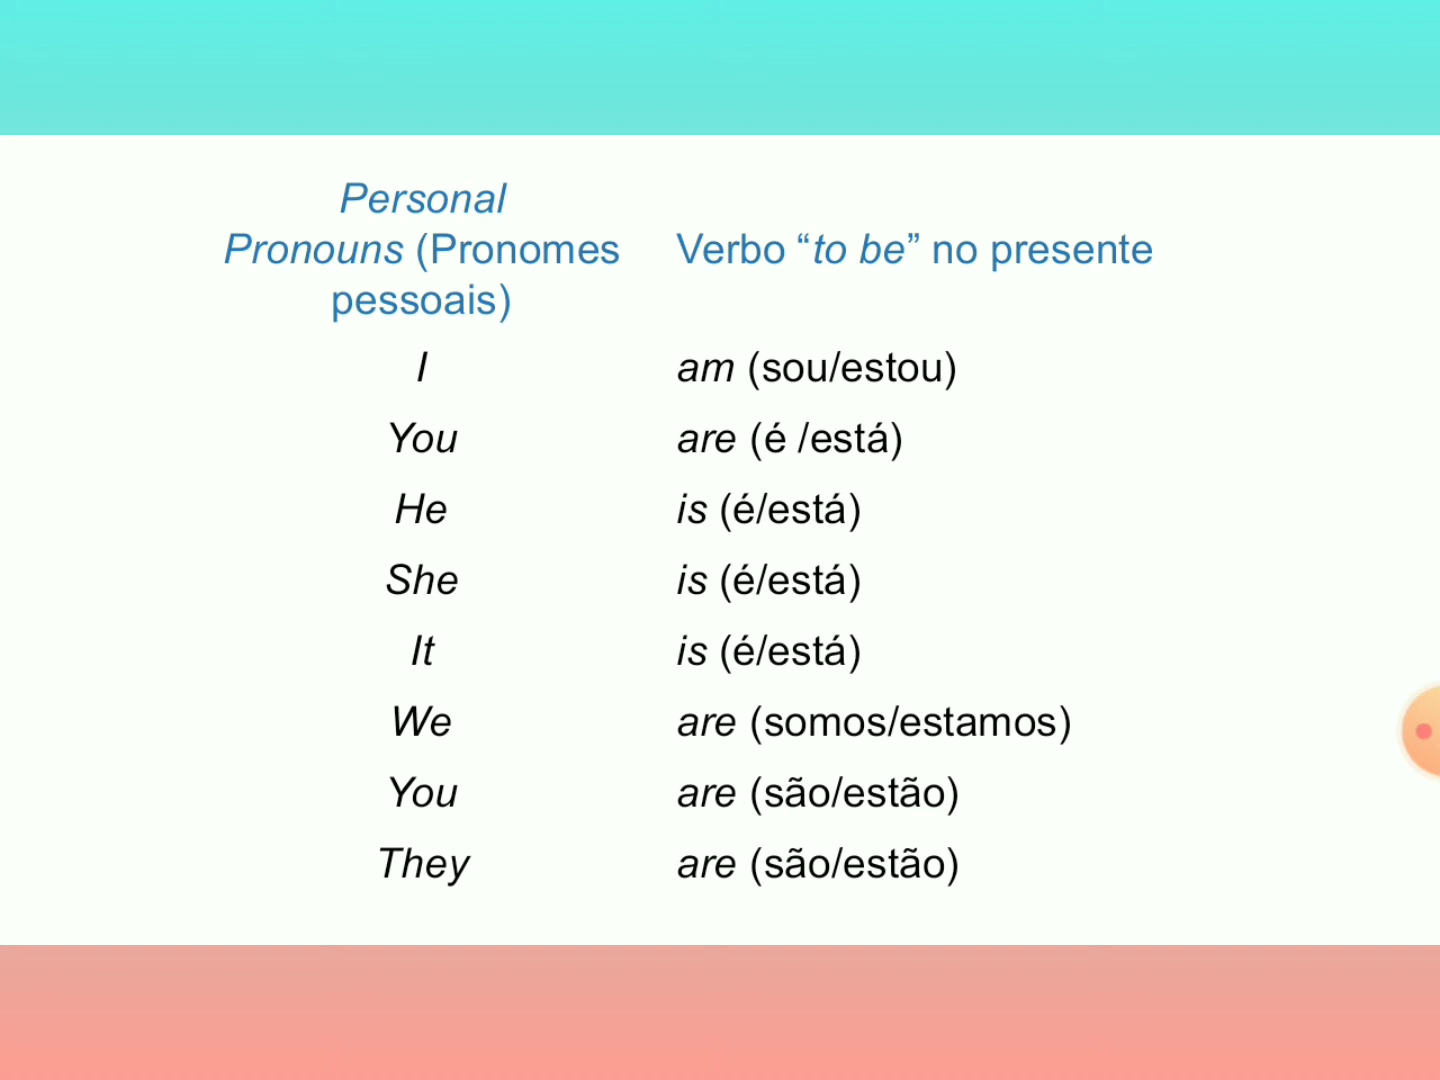 Personal
Pronouns (Pronomes
pessoais)
Verbo “to be” no presente
I am (sou/estou)
You are (é /está)
He is (é/está)
She is (é/está)
It is (é/está)
We are (somos/estamos)
You are (são/estão)
They are (são/estão)